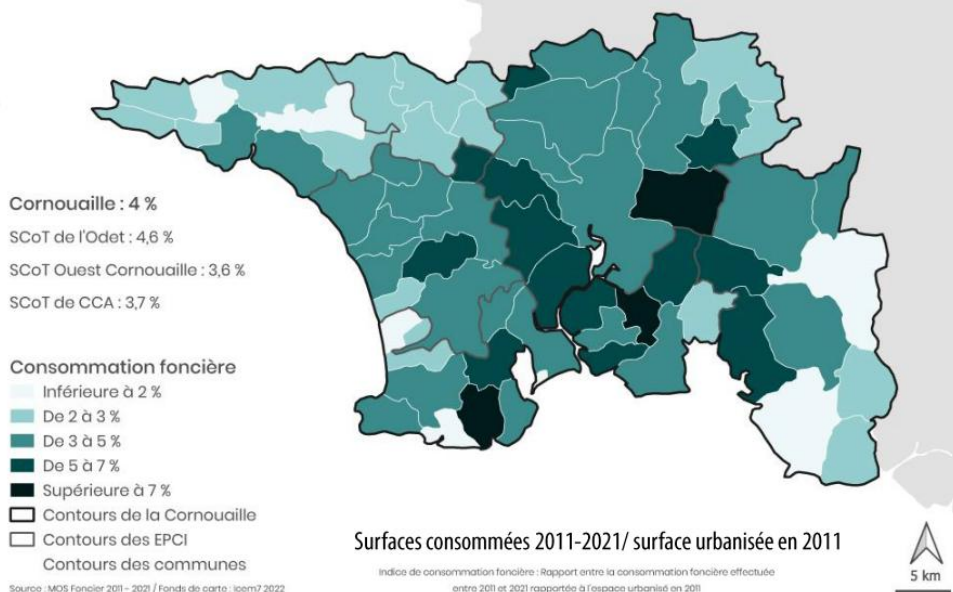 Cornouaille : 4 %
SCoT de l'Odet : 4,6 %
SCoT Ouest Cornouaille : 3,6 %
SCoT de CCA : 3,7 %
Consommation foncière
Inférieure à 2 %
De 2 à 3 %
De 3 à 5 %
De 5 à 7 %
Supérieure à 7 %
Contours de la Cornouaille
Contours des EPCI
Contours des communes
Source : MOS Foncier 2011 - 2021 / Fonds de carte : icem7 2022
Surfaces consommées 2011-2021/ surface urbanisée en 2011
Indice de consommation foncière : Rapport entre la consommation foncière effectuée
entre 2011 et 2021 rapportée à l'espace urbanisé en 2011
5 km